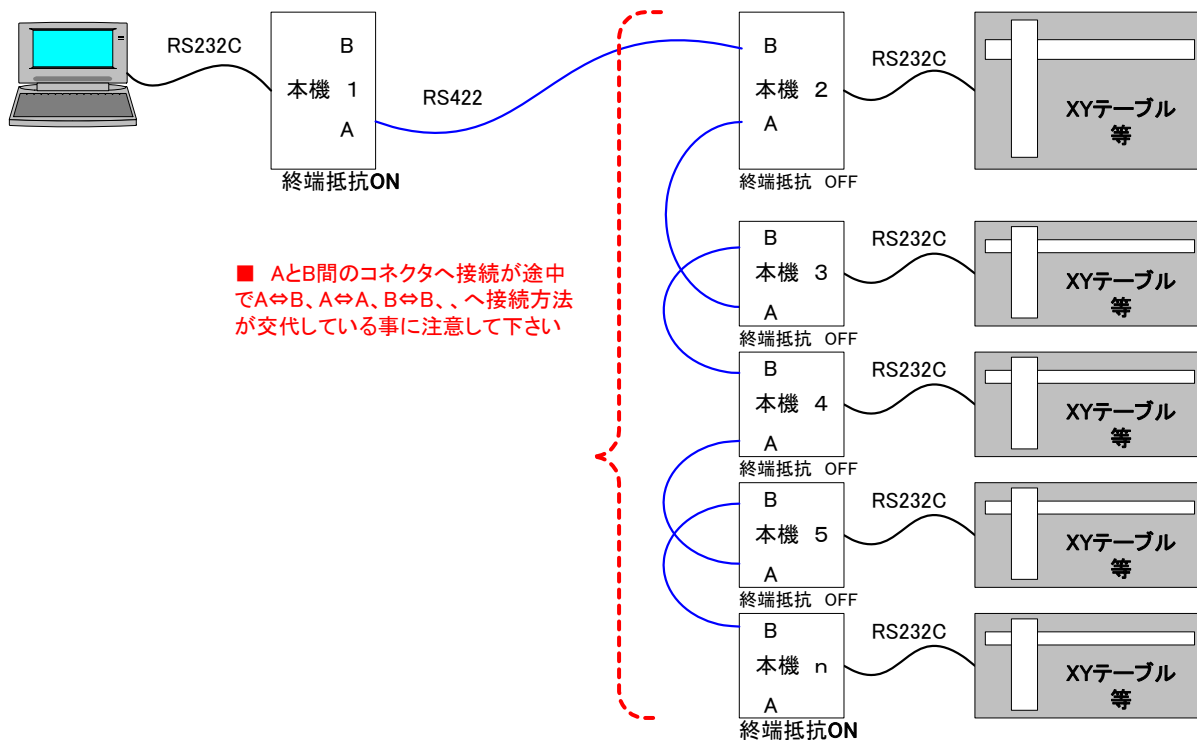 RS232C
B
本機 1
A
終端抵抗ON
RS422
B
本機 2
A
終端抵抗 OFF
RS232C
XYテーブル
等
■ AとB間のコネクタへ接続が途中
でA⇔B、A⇔A、B⇔B、、へ接続方法
が交代している事に注意して下さい
B
本機 3
A
終端抵抗 OFF
RS232C
XYテーブル
等
B
本機 4
A
終端抵抗 OFF
RS232C
XYテーブル
等
B
本機 5
A
終端抵抗 OFF
RS232C
XYテーブル
等
B
本機 n
A
終端抵抗ON
RS232C
XYテーブル
等